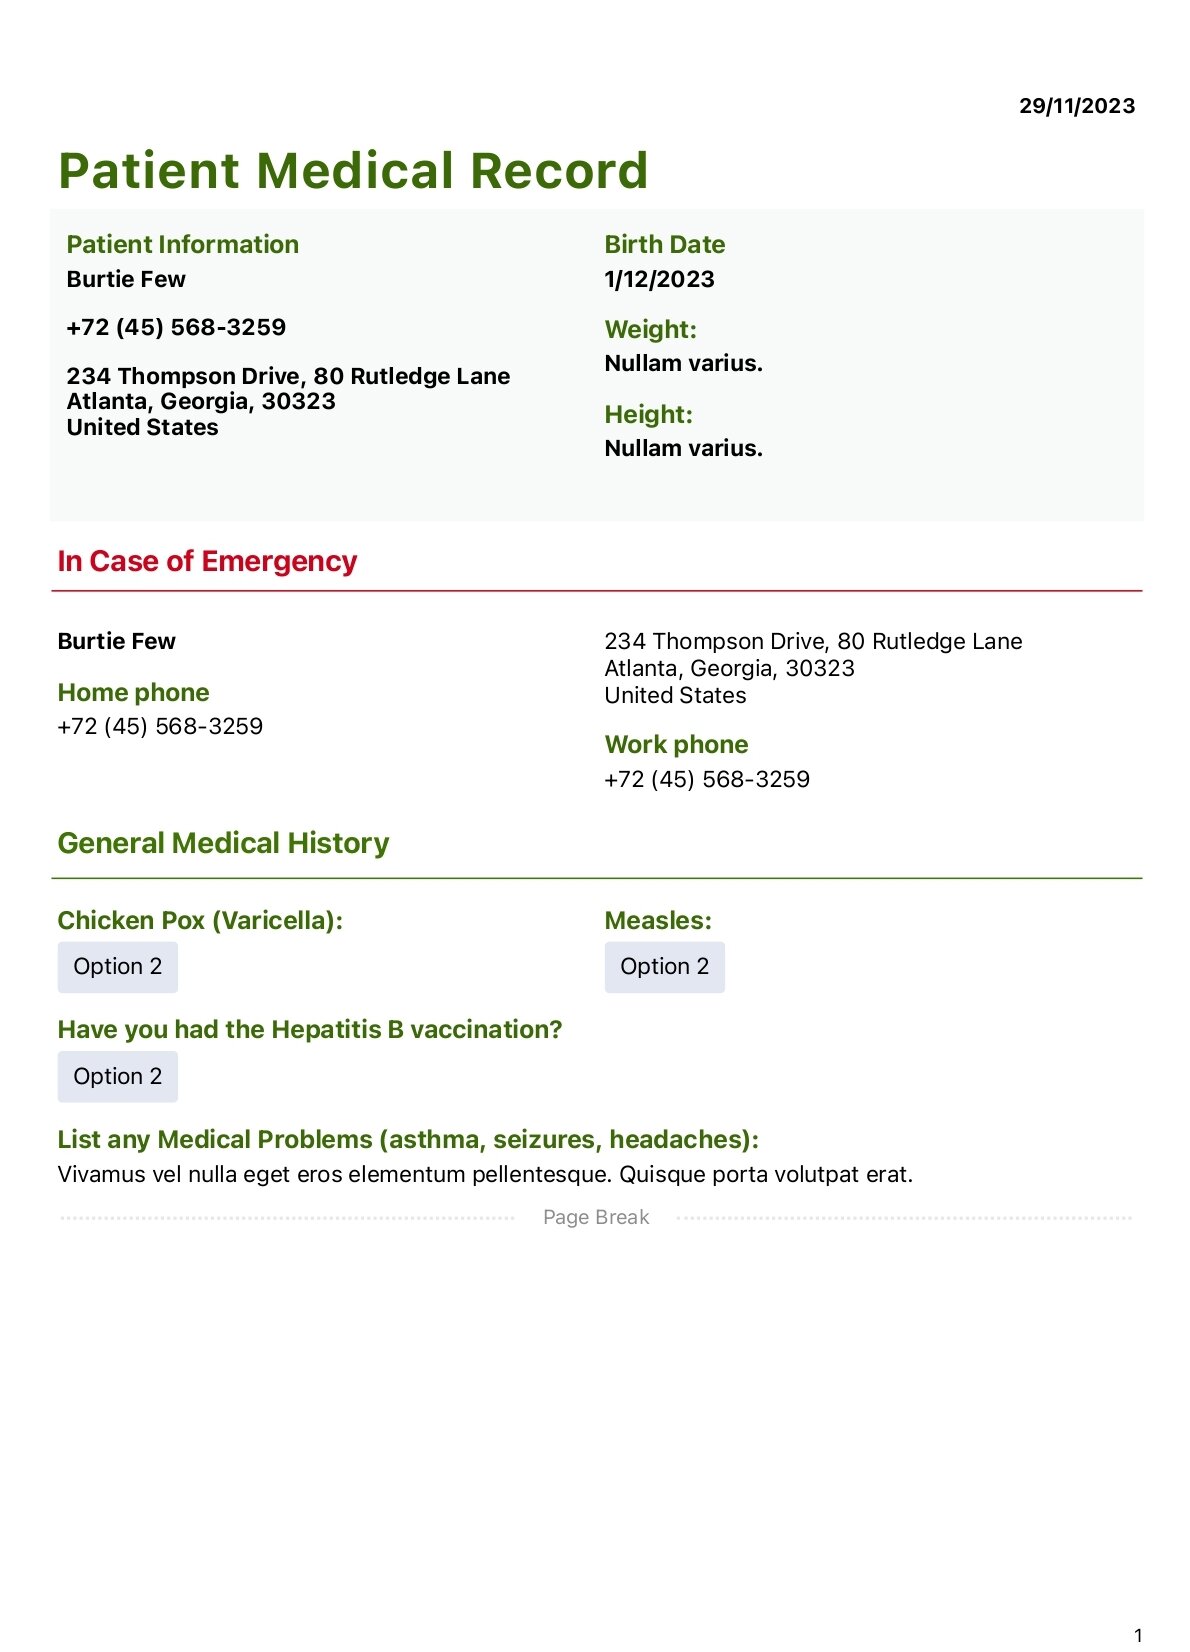 29/11/2023
Patient Medical Record
Patient Information
Burtie Few
+72 (45) 568-3259
234 Thompson Drive, 80 Rutledge Lane
Atlanta, Georgia, 30323
United States
Birth Date
1/12/2023
Weight:
Nullam varius.
Height:
Nullam varius.
In Case of Emergency
Burtie Few
Home phone
+72 (45) 568-3259
234 Thompson Drive, 80 Rutledge Lane
Atlanta, Georgia, 30323
United States
Work phone
+72 (45) 568-3259
General Medical History
Chicken Pox (Varicella):
Option 2
Measles:
Option 2
Have you had the Hepatitis B vaccination?
Option 2
List any Medical Problems (asthma, seizures, headaches):
Vivamus vel nulla eget eros elementum pellentesque. Quisque porta volutpat erat.
Page Break
1